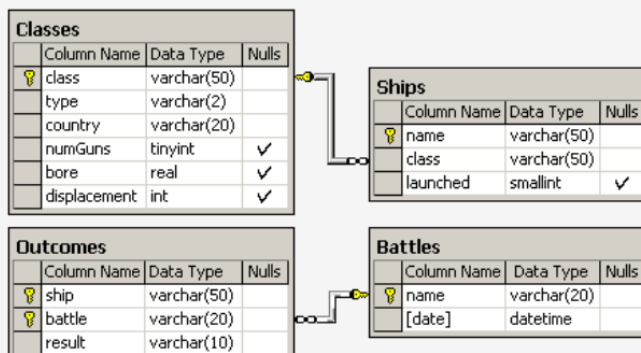 Classes
Column Name Data Type Nulls
class varchar(50)
type varchar(2)
country varchar(20)
numGuns tinyint
bore real
displacement int
Ships
Column Name Data Type Nulls
name varchar(50)
class varchar(50)
launched smallint
Outcomes
Column Name Data Type Nulls
ship varchar(50)
battle varchar(20)
result varchar(10)
Battles
Column Name Data Type Nulls
name varchar(20)
[date] datetime